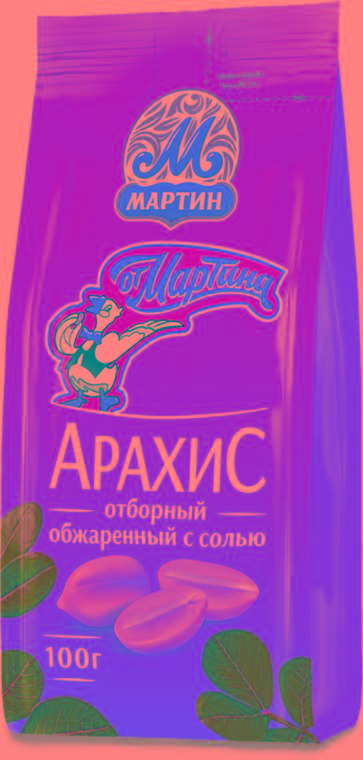 М
МАРТИН
от Мартина
АРАХИС
отборный
обжаренный с солью
100г